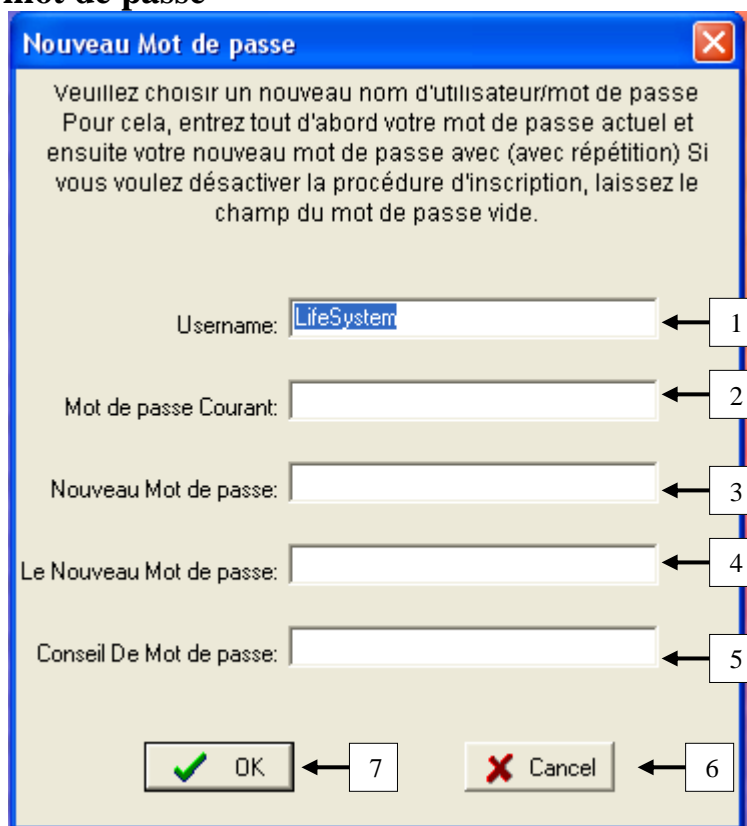 mot de passe
Nouveau Mot de passe
Veuillez choisir un nouveau nom d'utilisateur/mot de passe
Pour cela, entrez tout d'abord votre mot de passe actuel et
ensuite votre nouveau mot de passe avec (avec répétition) Si
vous voulez désactiver la procédure d'inscription, laissez le
champ du mot de passe vide.
Username: LifeSystem 1
Mot de passe Courant: 2
Nouveau Mot de passe: 3
Le Nouveau Mot de passe: 4
Conseil De Mot de passe: 5
OK 7 Cancel 6